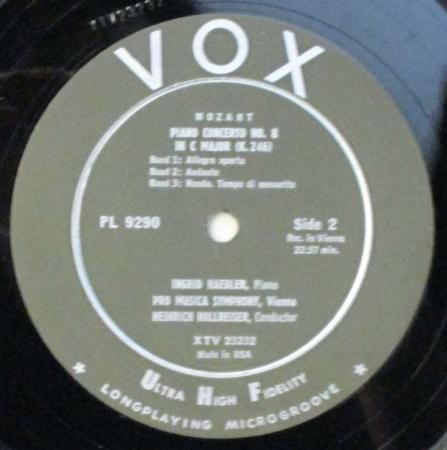 XTV23232
VOX
MOZART
PIANO CONCERTO NO. 8
IN C MAJOR (K.246)
Band 1: Allegro aperto
Band 2: Andante
Band 3: Rondo. Tempo di menuetto
PL 9290
Side 2
Rec. in Vienna
22:37 min.
INGRID HAEBLER, Piano
PRO MUSICA SYMPHONY, Vienna
HEINRICH HOLLREISER, Conductor
XTV 23232
Made in USA
ULTRA HIGH FIDELITY
LONGPLAYING MICROGROOVE